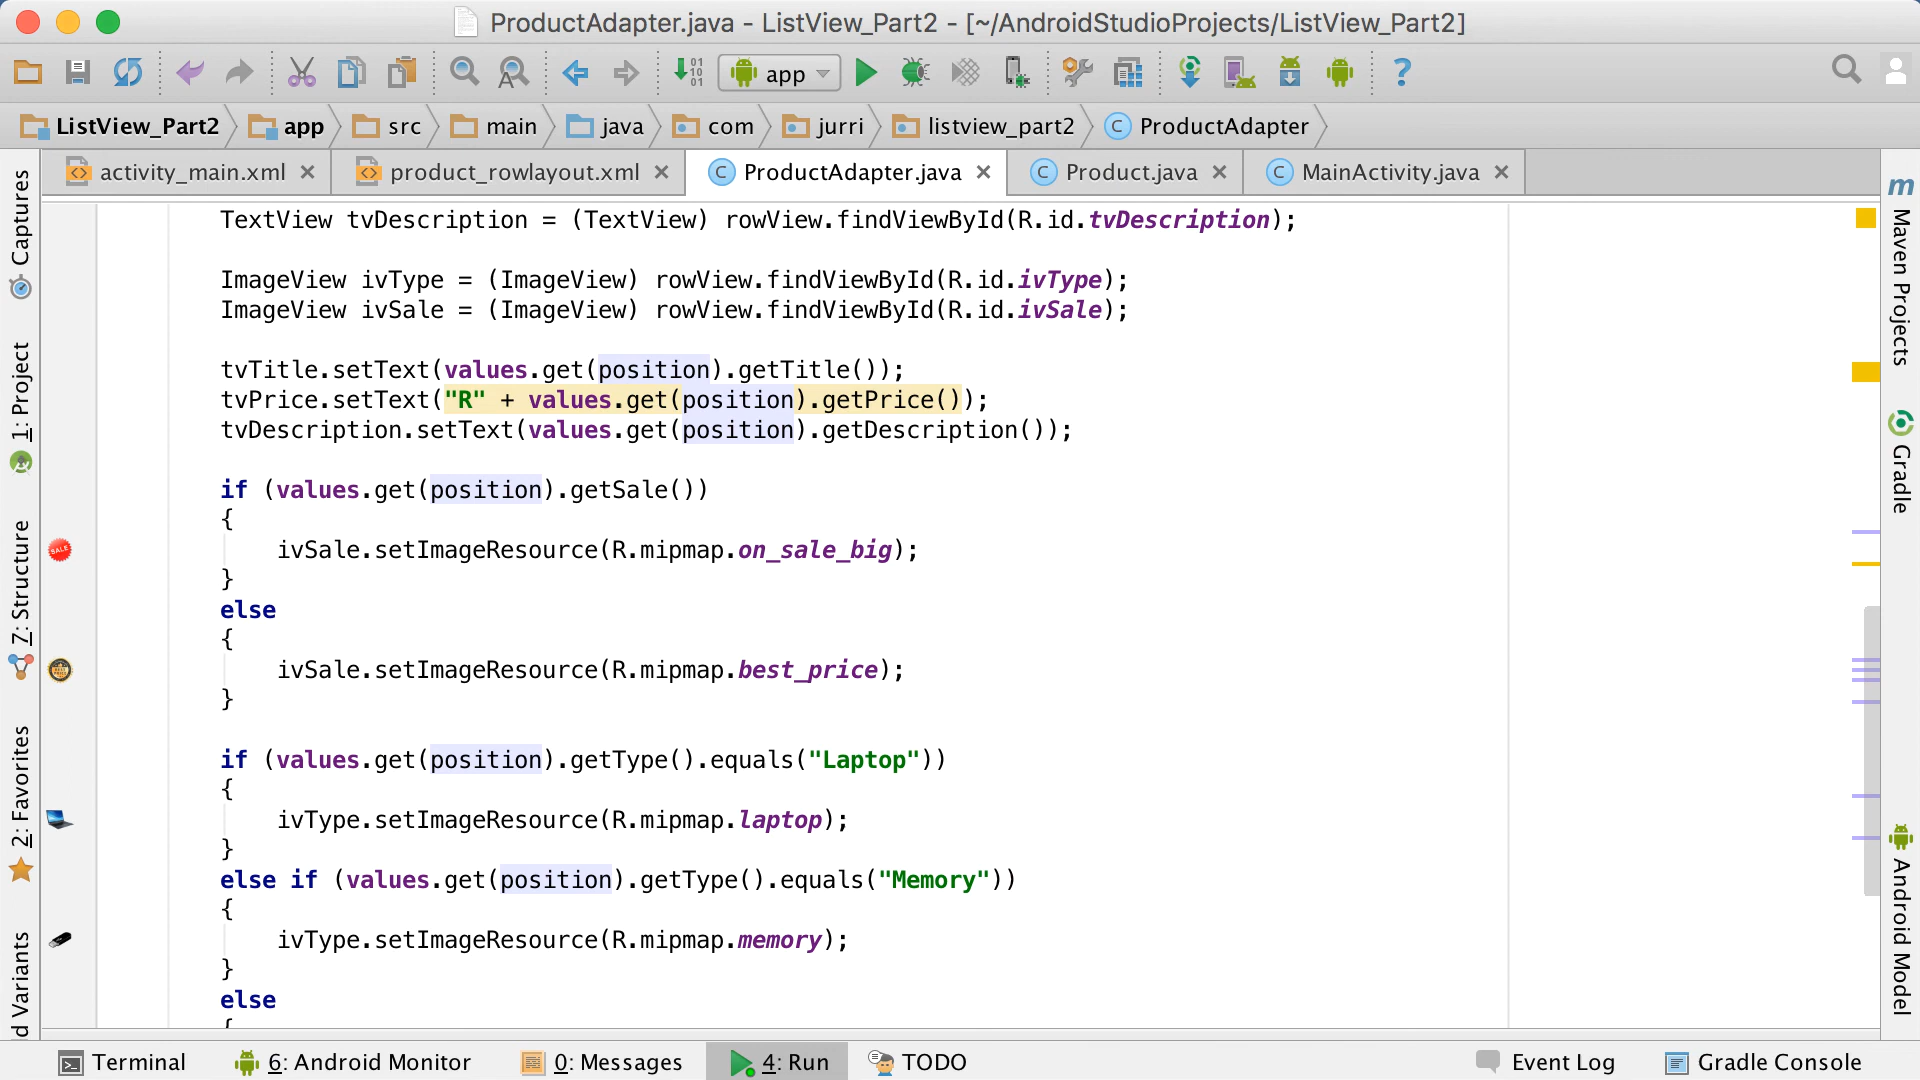 ProductAdapter.java - ListView_Part2 - [~/AndroidStudioProjects/ListView_Part2]
app
ListView_Part2 app src main java com jurri listview_part2 ProductAdapter
activity_main.xml product_rowlayout.xml ProductAdapter.java Product.java MainActivity.java
Captures
1: Project
7: Structure
2: Favorites
d Variants
TextView tvDescription = (TextView) rowView.findViewById(R.id.tvDescription);
ImageView ivType = (ImageView) rowView.findViewById(R.id.ivType);
ImageView ivSale = (ImageView) rowView.findViewById(R.id.ivSale);
tvTitle.setText(values.get(position).getTitle());
tvPrice.setText("R" + values.get(position).getPrice());
tvDescription.setText(values.get(position).getDescription());
if (values.get(position).getSale())
{
SALE
ivSale.setImageResource(R.mipmap.on_sale_big);
}
else
{
ivSale.setImageResource(R.mipmap.best_price);
}
if (values.get(position).getType().equals("Laptop"))
{
ivType.setImageResource(R.mipmap.laptop);
}
else if (values.get(position).getType().equals("Memory"))
{
ivType.setImageResource(R.mipmap.memory);
}
else
{
m Maven Projects
Gradle
Android Model
Terminal 6: Android Monitor 0: Messages 4: Run TODO Event Log Gradle Console